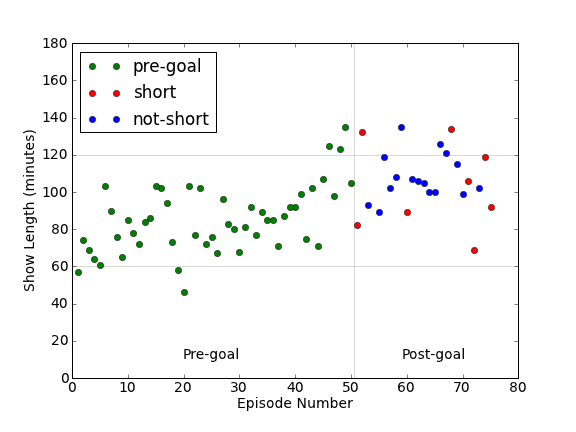 180
160
140
120
100
80
60
40
20
0
Show Length (minutes)
pre-goal
short
not-short
Pre-goal
Post-goal
0 10 20 30 40 50 60 70 80
Episode Number